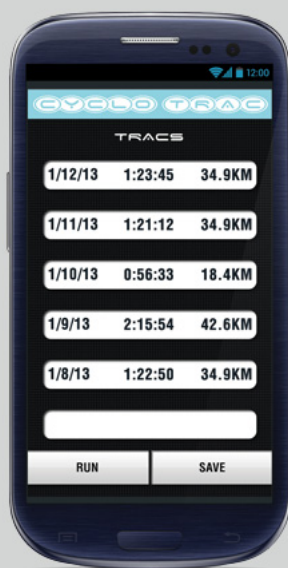 12:00
CYCLO TRAC
TRACS
1/12/13 1:23:45 34.9KM
1/11/13 1:21:12 34.9KM
1/10/13 0:56:33 18.4KM
1/9/13 2:15:54 42.6KM
1/8/13 1:22:50 34.9KM
RUN SAVE